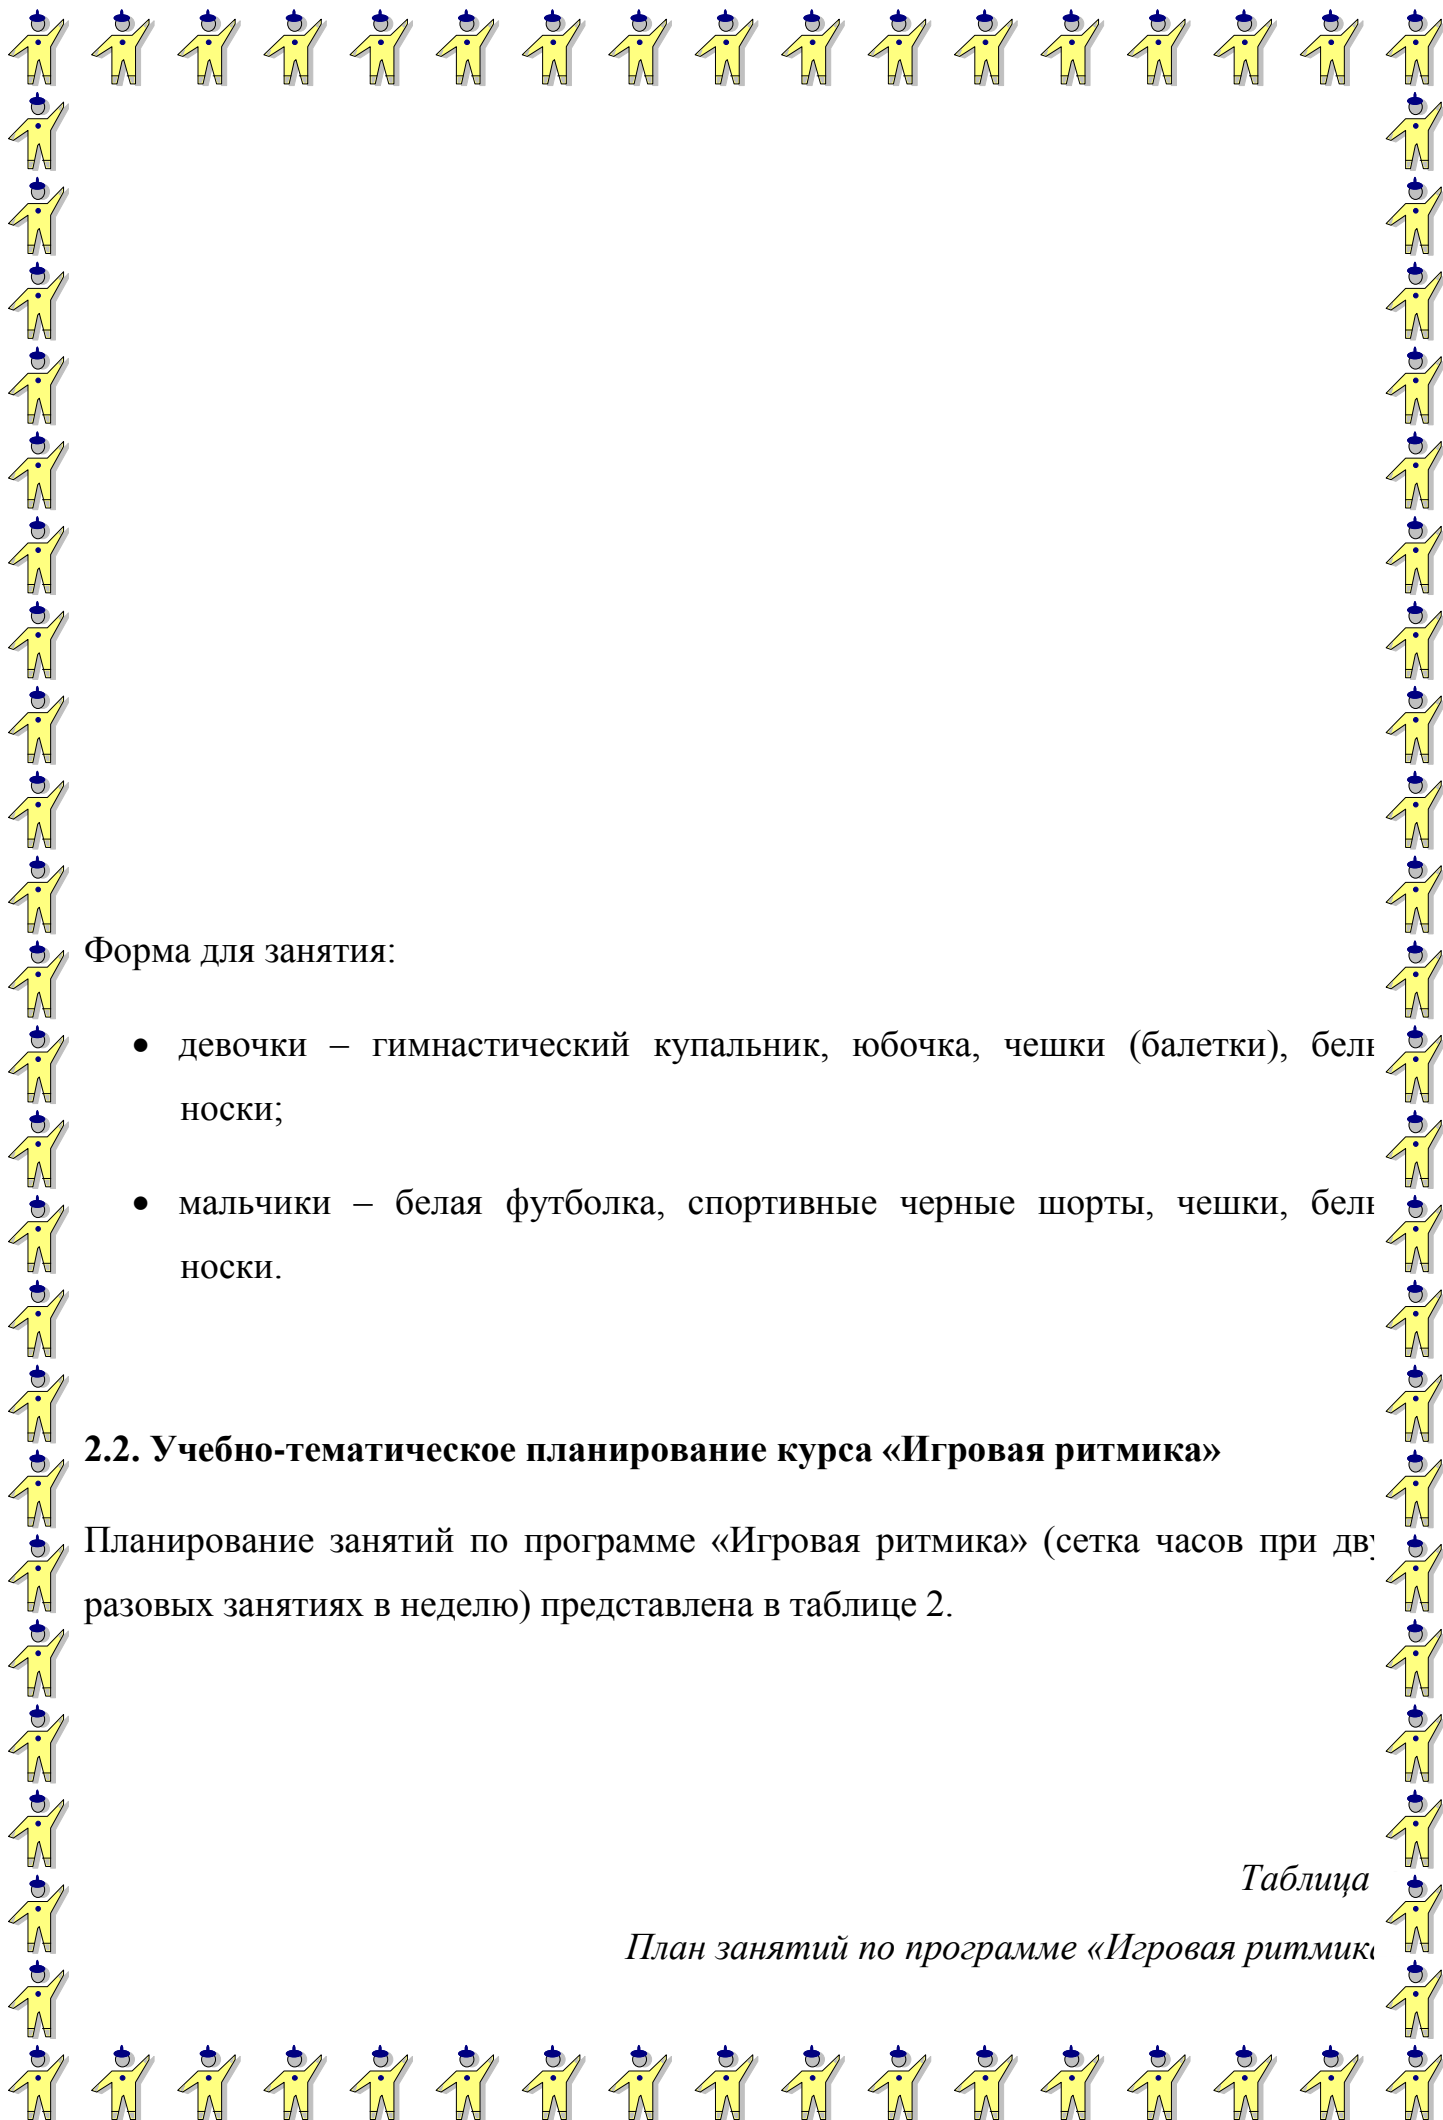 Форма для занятия:
• девочки – гимнастический купальник, юбочка, чешки (балетки),
носки;
• мальчики – белая футболка, спортивные черные шорты, чешки,
носки.
2.2. Учебно-тематическое планирование курса «Игровая ритмика»
Планирование занятий по программе «Игровая ритмика» (сетка часов при
разовых занятиях в неделю) представлена в таблице 2.
Таблица
План занятий по программе «Игровая